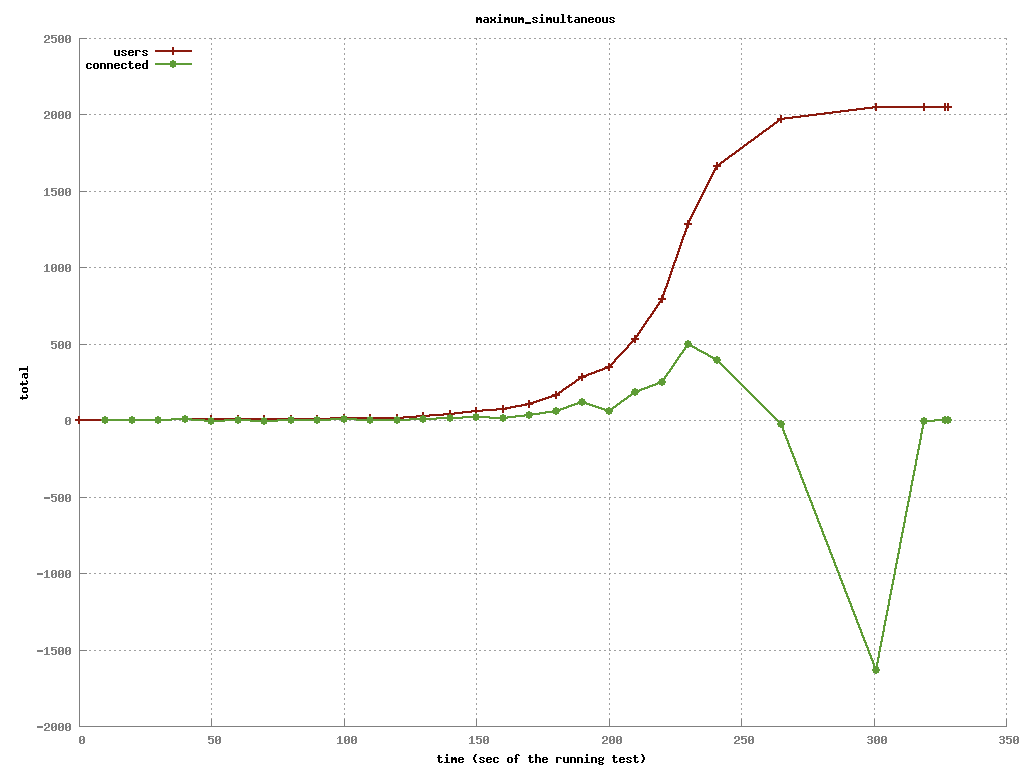 maximum_simultaneous
users
connected
2500
2000
1500
1000
500
0
-500
-1000
-1500
-2000
total
0 50 100 150 200 250 300 350
time (sec of the running test)